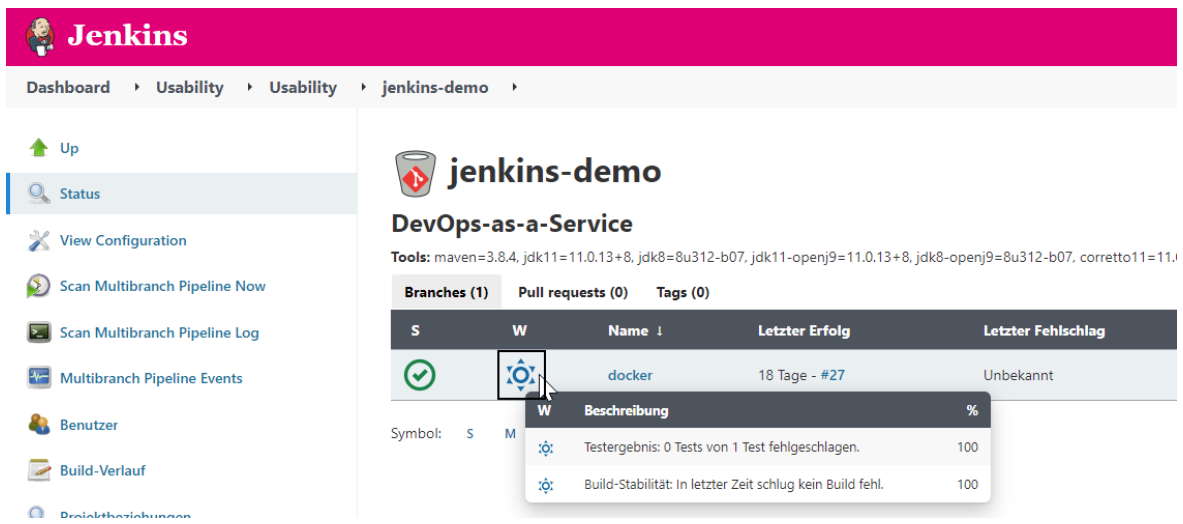 Jenkins
Dashboard Usability Usability jenkins-demo
Up
Status
View Configuration
Scan Multibranch Pipeline Now
Scan Multibranch Pipeline Log
Multibranch Pipeline Events
Benutzer
Build-Verlauf
Projektbeziehungen
jenkins-demo
DevOps-as-a-Service
Tools: maven=3.8.4, jdk11=11.0.13+8, jdk8=8u312-b07, jdk11-openj9=11.0.13+8, jdk8-openj9=8u312-b07, corretto11=11.
Branches (1) Pull requests (0) Tags (0)
S W Name ↓ Letzter Erfolg Letzter Fehlschlag
docker 18 Tage - #27 Unbekannt
Symbol: S M
W Beschreibung %
Testergebnis: 0 Tests von 1 Test fehlgeschlagen. 100
Build-Stabilität: In letzter Zeit schlug kein Build fehl. 100